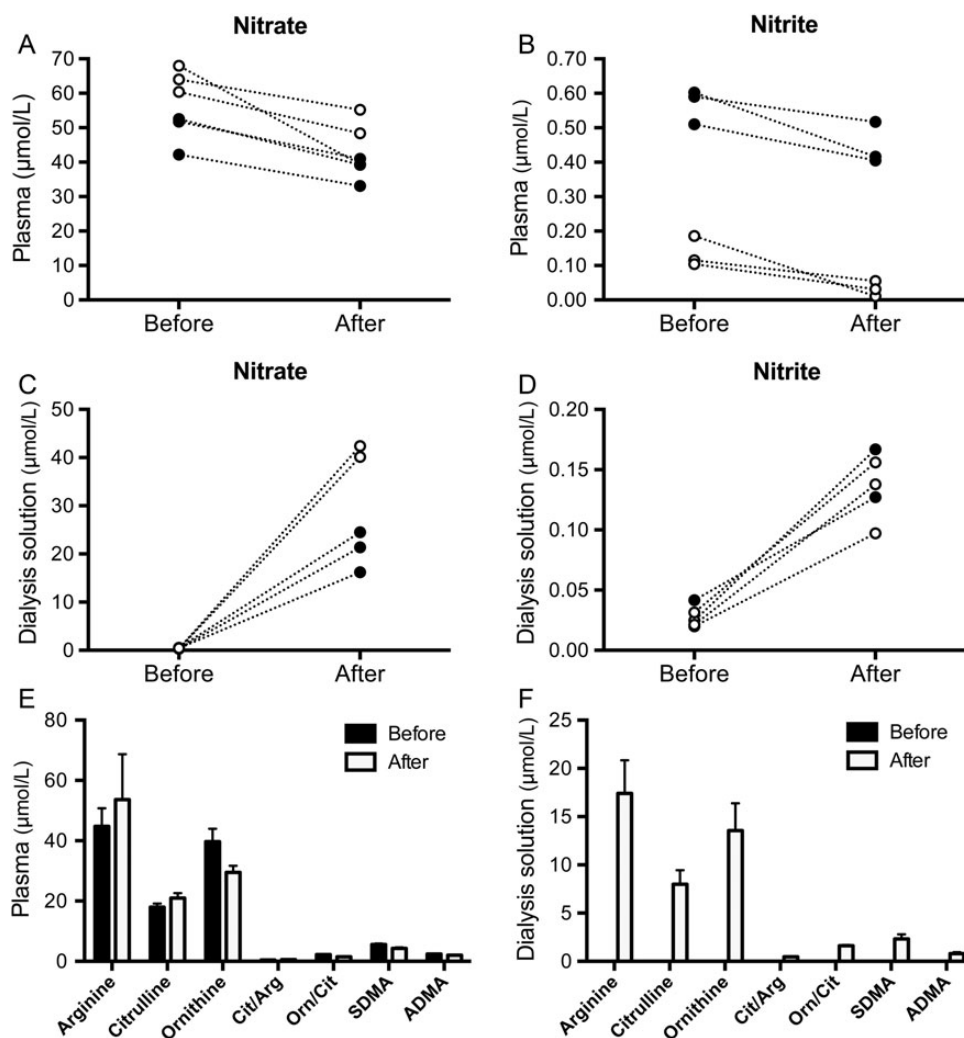 A
Nitrate
Plasma (µmol/L)
70
60
50
40
30
20
10
0
Before
After
B
Nitrite
Plasma (µmol/L)
0.70
0.60
0.50
0.40
0.30
0.20
0.10
0.00
Before
After
C
Nitrate
Dialysis solution (µmol/L)
50
40
30
20
10
0
Before
After
D
Nitrite
Dialysis solution (µmol/L)
0.20
0.15
0.10
0.05
0.00
Before
After
E
Plasma (µmol/L)
80
60
40
20
0
Before
After
Arginine
Citrulline
Ornithine
Cit/Arg
Orn/Cit
SDMA
ADMA
F
Dialysis solution (µmol/L)
25
20
15
10
5
0
Before
After
Arginine
Citrulline
Ornithine
Cit/Arg
Orn/Cit
SDMA
ADMA